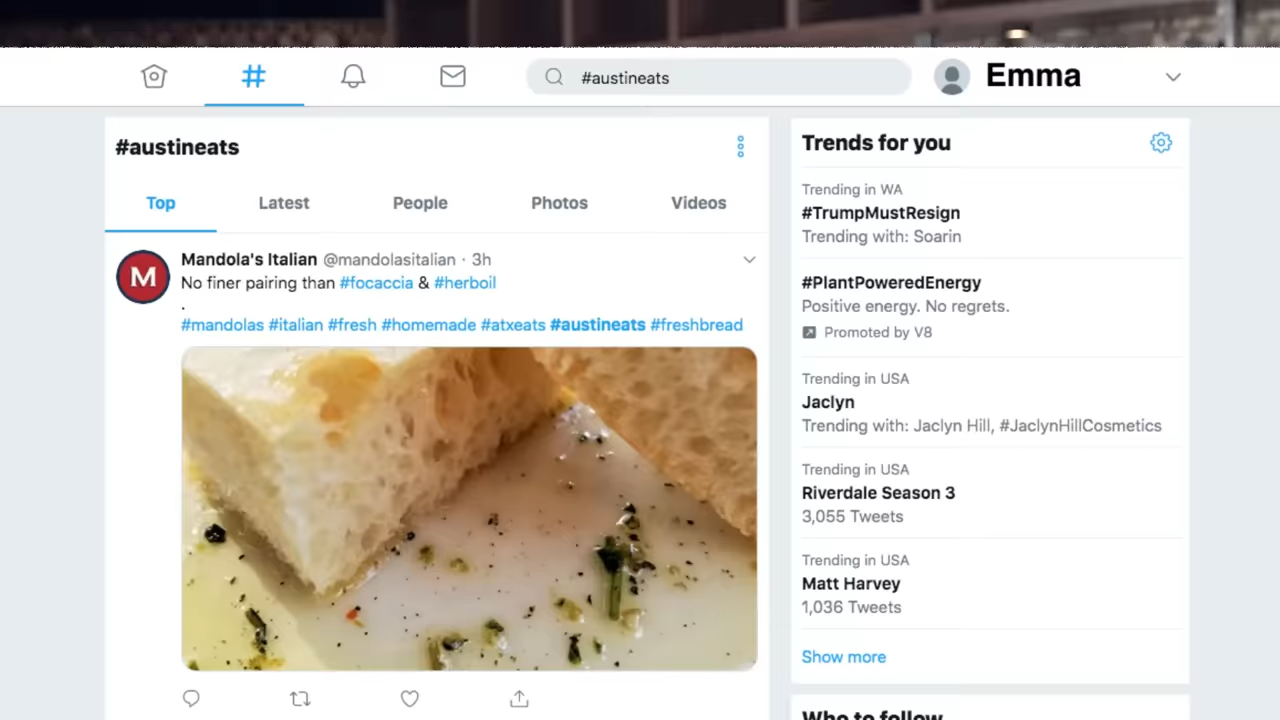 #austineats
Emma
#austineats
Top Latest People Photos Videos
M
Mandola's Italian @mandolasitalian · 3h
No finer pairing than #focaccia & #herboil
.
#mandolas #italian #fresh #homemade #atxeats #austineats #freshbread
Trends for you
Trending in WA
#TrumpMustResign
Trending with: Soarin
#PlantPoweredEnergy
Positive energy. No regrets.
Promoted by V8
Trending in USA
Jaclyn
Trending with: Jaclyn Hill, #JaclynHillCosmetics
Trending in USA
Riverdale Season 3
3,055 Tweets
Trending in USA
Matt Harvey
1,036 Tweets
Show more
Who to follow